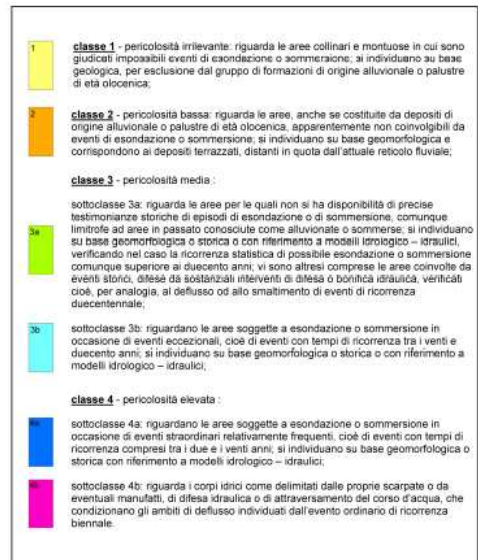 1
classe 1 - pericolosità irrilevante: riguarda le aree collinari e montuose in cui sono
giudicati impossibili eventi di esondazione o sommersione; si individuano su base
geologica, per esclusione dal gruppo di formazioni di origine alluvionale o palustre
di età olocenica;
2
classe 2 - pericolosità bassa: riguarda le aree, anche se costituite da depositi di
origine alluvionale o palustre di età olocenica, apparentemente non coinvolgibili da
eventi di esondazione o sommersione; si individuano su base geomorfologica e
corrispondono ai depositi terrazzati, distanti in quota dall'attuale reticolo fluviale;
classe 3 - pericolosità media :
3a
sottoclasse 3a: riguarda le aree per le quali non si ha disponibilità di precise
testimonianze storiche di episodi di esondazione o di sommersione, comunque
limitrofe ad aree in passato conosciute come alluvionate o sommerse; si individuano
su base geomorfologica o storica o con riferimento a modelli idrologico – idraulici,
verificando nel caso la ricorrenza statistica di possibile esondazione o sommersione
comunque superiore ai duecento anni; vi sono altresì comprese le aree coinvolte da
eventi storici, difese da sostanziali interventi di difesa o bonifica idraulica, verificati
cioè, per analogia, al deflusso od allo smaltimento di eventi di ricorrenza
duecentennale;
3b
sottoclasse 3b: riguardano le aree soggette a esondazione o sommersione in
occasione di eventi eccezionali, cioè di eventi con tempi di ricorrenza tra i venti e
duecento anni; si individuano su base geomorfologica o storica o con riferimento a
modelli idrologico – idraulici;
classe 4 - pericolosità elevata :
4a
sottoclasse 4a: riguardano le aree soggette a esondazione o sommersione in
occasione di eventi straordinari relativamente frequenti, cioè di eventi con tempi di
ricorrenza compresi tra i due e i venti anni; si individuano su base geomorfologica o
storica con riferimento a modelli idrologico – idraulici;
4b
sottoclasse 4b: riguarda i corpi idrici come delimitati dalle proprie scarpate o da
eventuali manufatti, di difesa idraulica o di attraversamento del corso d'acqua, che
condizionano gli ambiti di deflusso individuati dall'evento ordinario di ricorrenza
biennale.